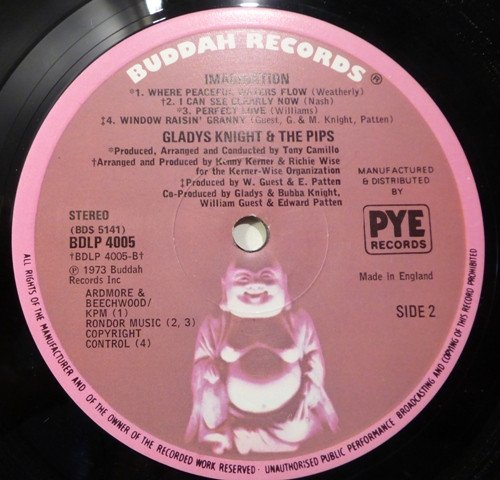 BUDDAH RECORDS ®
IMAGINATION
*1. WHERE PEACEFUL WATERS FLOW (Weatherly)
†2. I CAN SEE CLEARLY NOW (Nash)
*3. PERFECT LOVE (Williams)
‡4. WINDOW RAISIN' GRANNY (Guest, G. & M. Knight, Patten)
GLADYS KNIGHT & THE PIPS
*Produced, Arranged and Conducted by Tony Camillo
†Arranged and Produced by Kenny Kerner & Richie Wise
for the Kerner-Wise Organization
‡Produced by W. Guest & E. Patten
Co-Produced by Gladys & Bubba Knight,
William Guest & Edward Patten
STEREO
(BDS 5141)
BDLP 4005
†BDLP 4005-B†
℗ 1973 Buddah
Records Inc
ARDMORE &
BEECHWOOD/
KPM (1)
RONDOR MUSIC (2, 3)
COPYRIGHT
CONTROL (4)
MANUFACTURED
& DISTRIBUTED
BY
PYE
RECORDS
Made in England
SIDE 2
ALL RIGHTS OF THE MANUFACTURER AND OF THE OWNER OF THE RECORDED WORK RESERVED · UNAUTHORISED PUBLIC PERFORMANCE BROADCASTING AND COPYING OF THIS RECORD PROHIBITED